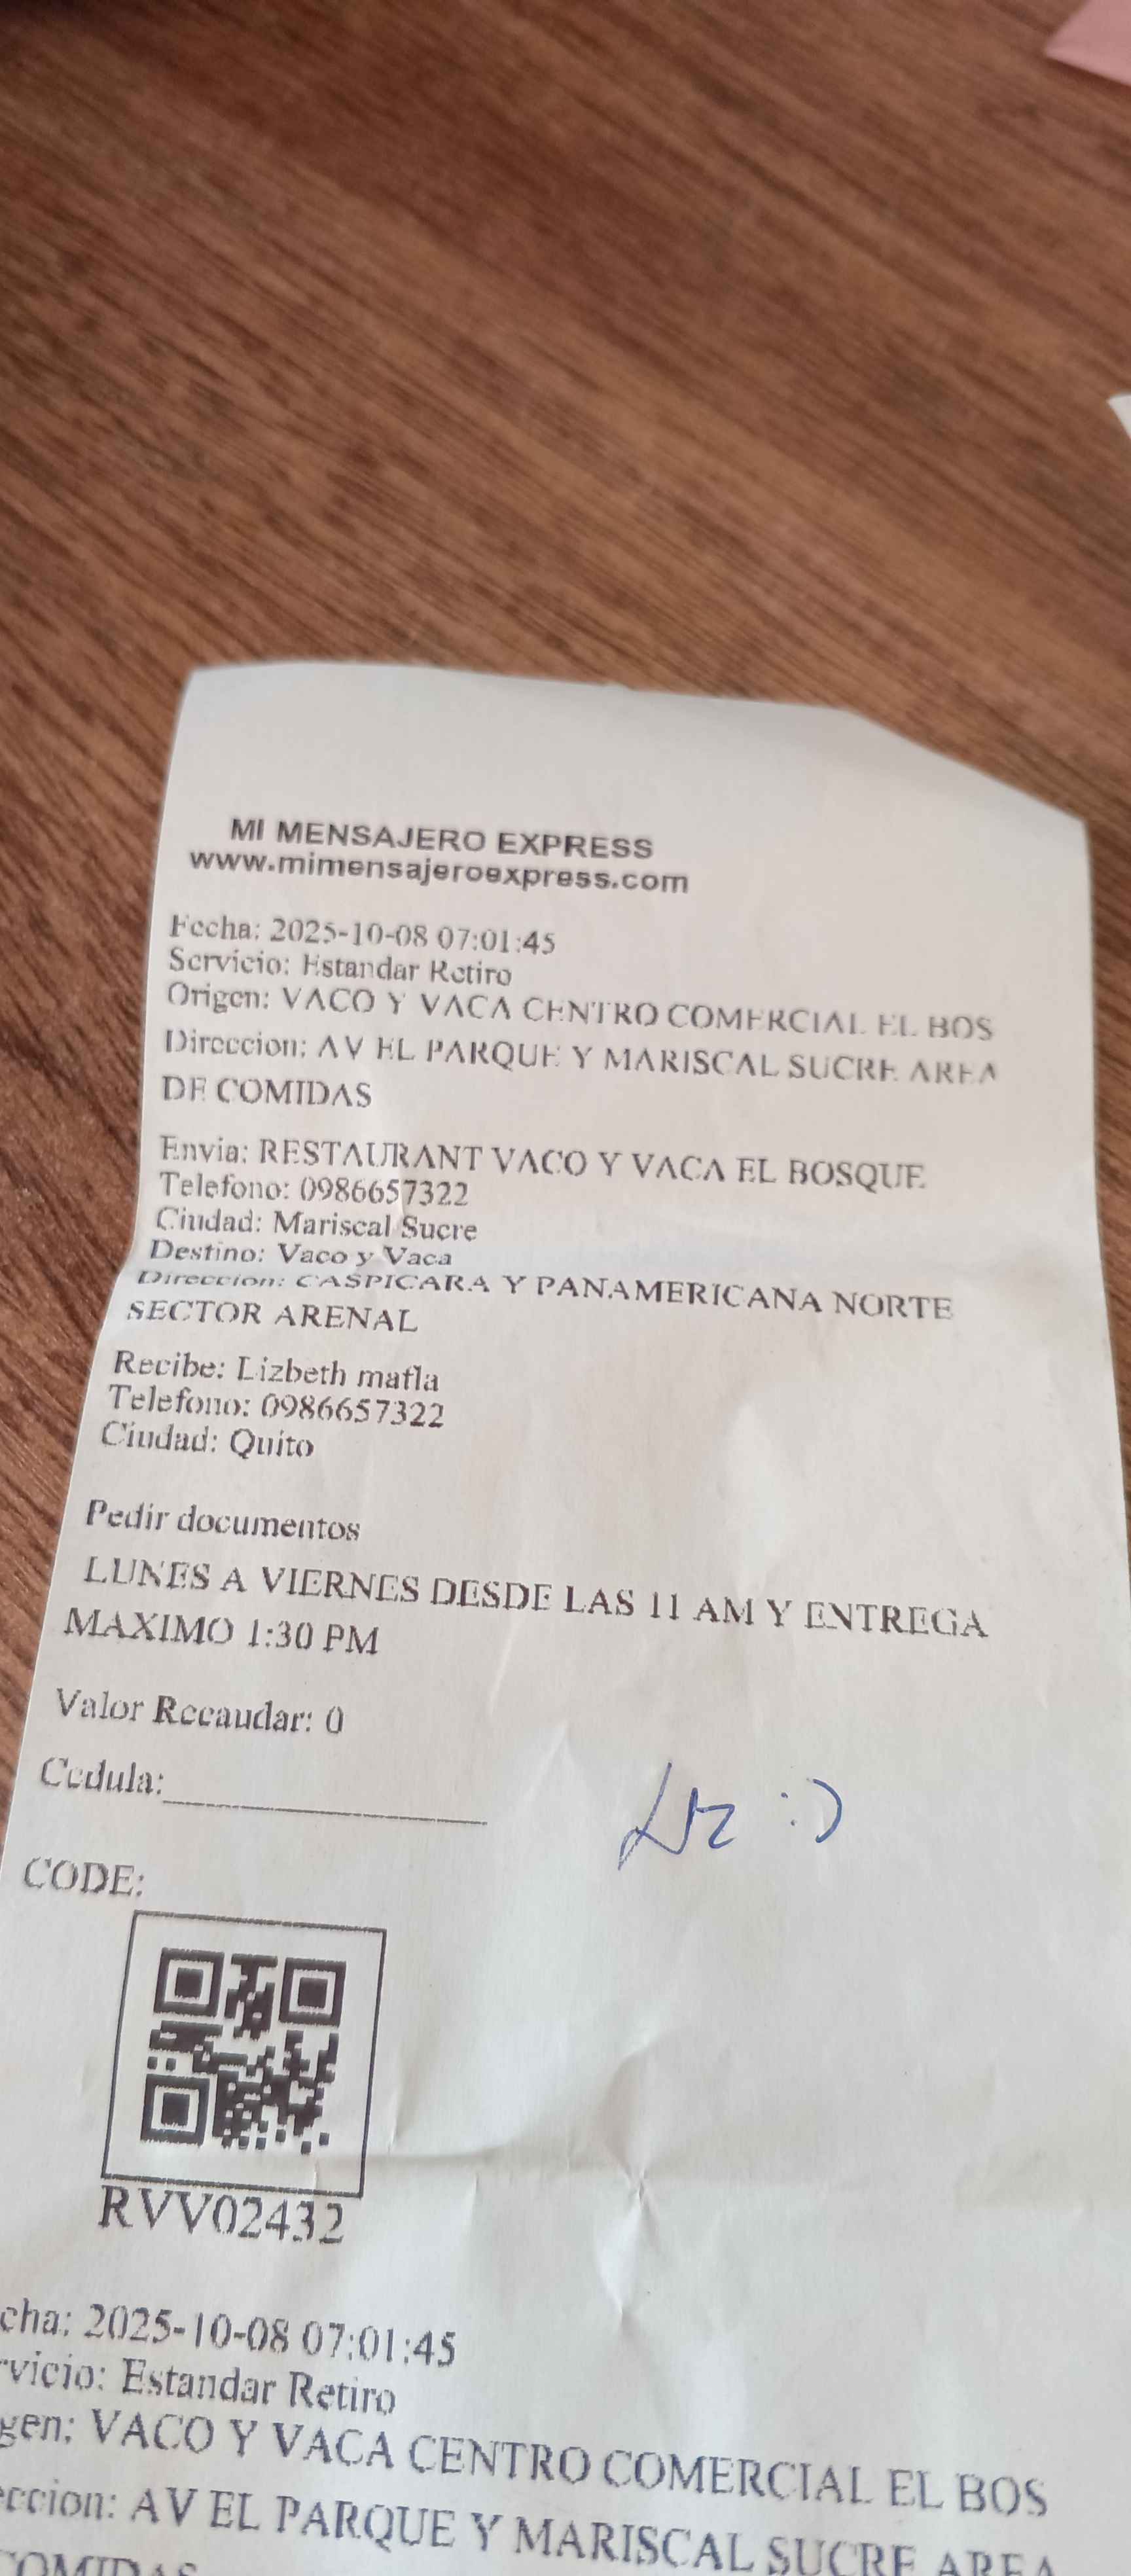 MI MENSAJERO EXPRESS
www.mimensajeroexpress.com
Fecha: 2025-10-08 07:01:45
Servicio: Estandar Retiro
Origen: VACO Y VACA CENTRO COMERCIAL EL BOS
Direccion: AV EL PARQUE Y MARISCAL SUCRE AREA
DE COMIDAS
Envia: RESTAURANT VACO Y VACA EL BOSQUE
Telefono: 0986657322
Ciudad: Mariscal Sucre
Destino: Vaco y Vaca
Direccion: CASPICARA Y PANAMERICANA NORTE
SECTOR ARENAL
Recibe: Lizbeth mafla
Telefono: 0986657322
Ciudad: Quito
Pedir documentos
LUNES A VIERNES DESDE LAS 11 AM Y ENTREGA
MAXIMO 1:30 PM
Valor Recaudar: 0
Cedula:
Liz :)
CODE:
RVV02432
cha: 2025-10-08 07:01:45
rvicio: Estandar Retiro
gen: VACO Y VACA CENTRO COMERCIAL EL BOS
eccion: AV EL PARQUE Y MARISCAL SUCRE AREA
COMIDAS